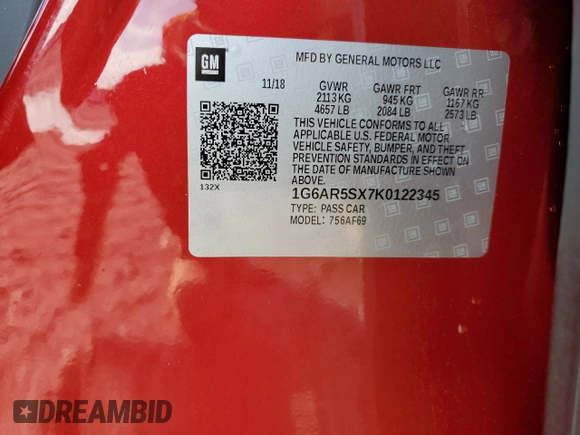 GM
MFD BY GENERAL MOTORS LLC
11/18 GVWR GAWR FRT GAWR RR
2113 KG 945 KG 1167 KG
4657 LB 2084 LB 2573 LB
THIS VEHICLE CONFORMS TO ALL
APPLICABLE U.S. FEDERAL MOTOR
VEHICLE SAFETY, BUMPER, AND THEFT
PREVENTION STANDARDS IN EFFECT ON
THE DATE OF MANUFACTURE SHOWN
ABOVE.
132X
1G6AR5SX7K0122345
TYPE: PASS CAR
MODEL: 756AF69
DREAMBID